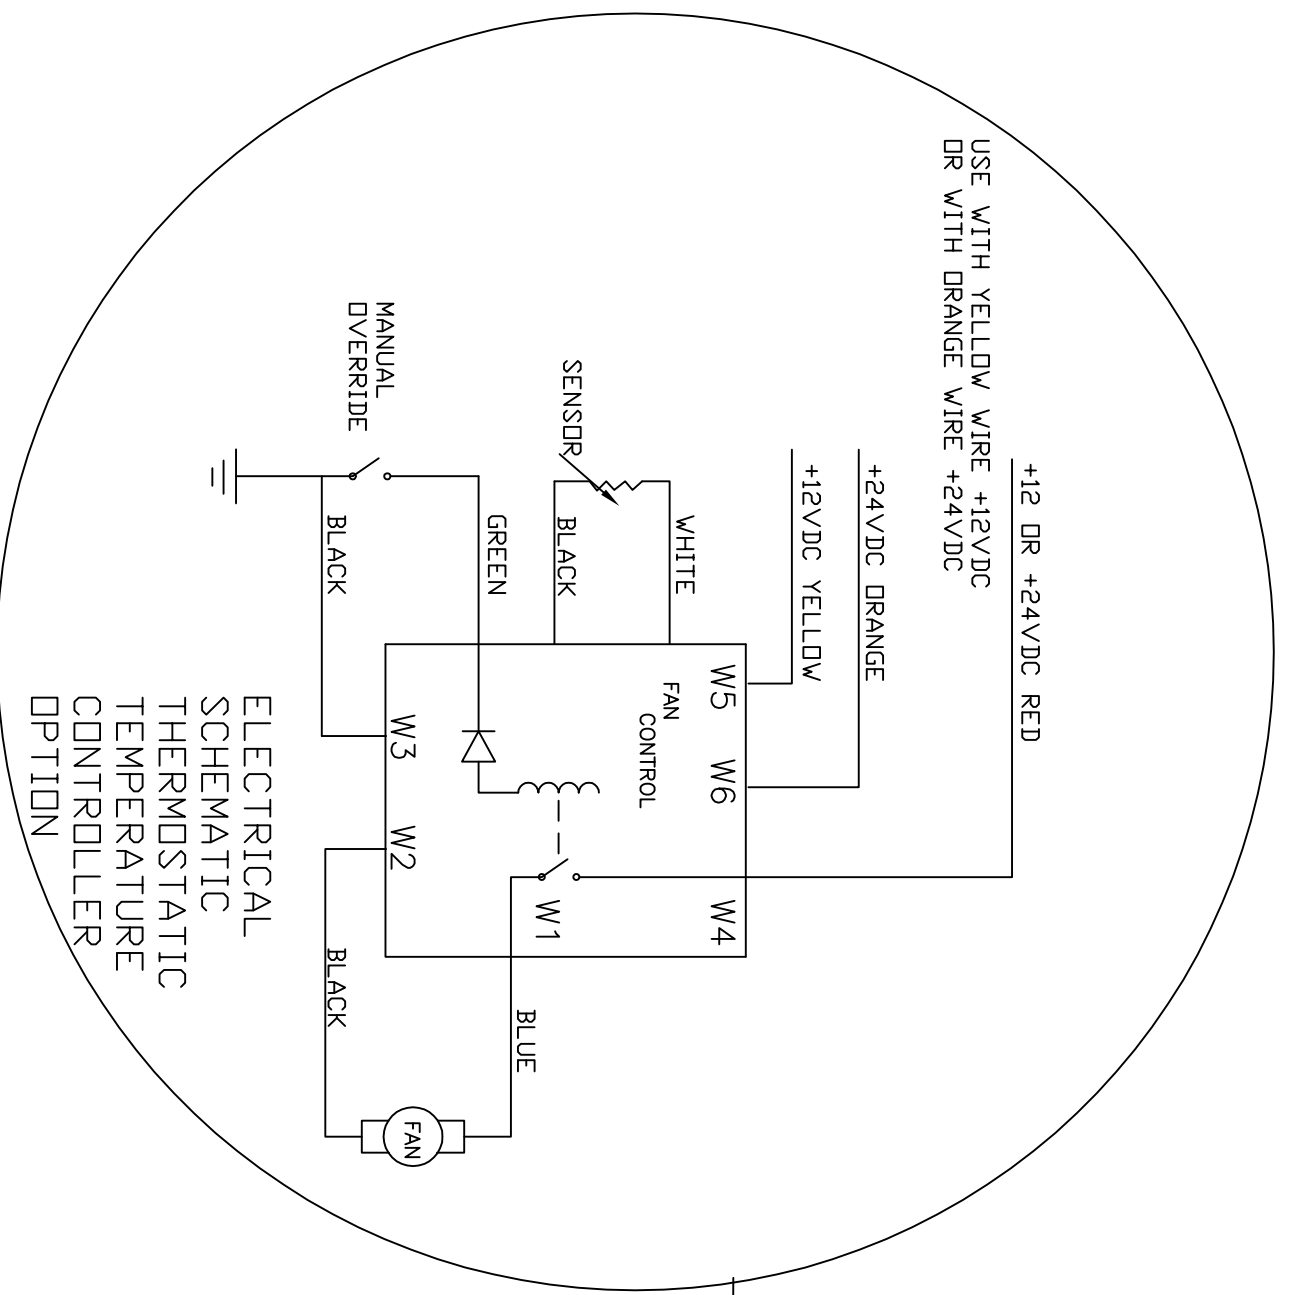 +12 OR +24VDC RED
USE WITH YELLOW WIRE +12VDC
OR WITH ORANGE WIRE +24VDC
+24VDC ORANGE
+12VDC YELLOW
W5
W6
W4
FAN
CONTROL
WHITE
SENSOR
BLACK
W1
BLUE
GREEN
MANUAL
OVERRIDE
W3
W2
FAN
BLACK
BLACK
ELECTRICAL
SCHEMATIC
THERMOSTATIC
TEMPERATURE
CONTROLLER
OPTION